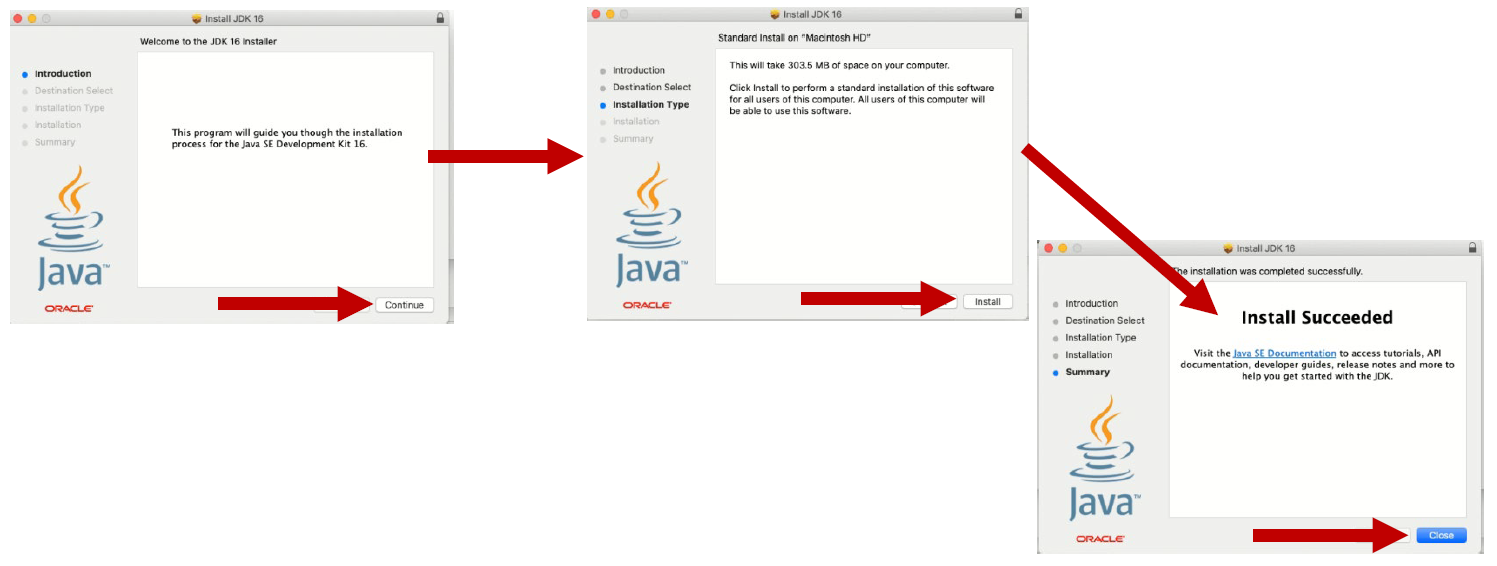 Install JDK 16
Welcome to the JDK 16 Installer
Introduction
Destination Select
Installation Type
Installation
Summary
This program will guide you though the installation
process for the Java SE Development Kit 16.
Java™
ORACLE®
Continue
Install JDK 16
Standard Install on "Macintosh HD"
Introduction
Destination Select
Installation Type
Installation
Summary
This will take 303.5 MB of space on your computer.
Click Install to perform a standard installation of this software
for all users of this computer. All users of this computer will
be able to use this software.
Java™
ORACLE®
Install
Install JDK 16
The installation was completed successfully.
Introduction
Destination Select
Installation Type
Installation
Summary
Install Succeeded
Visit the Java SE Documentation to access tutorials, API
documentation, developer guides, release notes and more to
help you get started with the JDK.
Java™
ORACLE®
Close